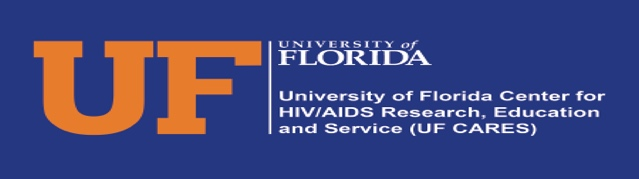 UF
UNIVERSITY of
FLORIDA
University of Florida Center for
HIV/AIDS Research, Education
and Service (UF CARES)